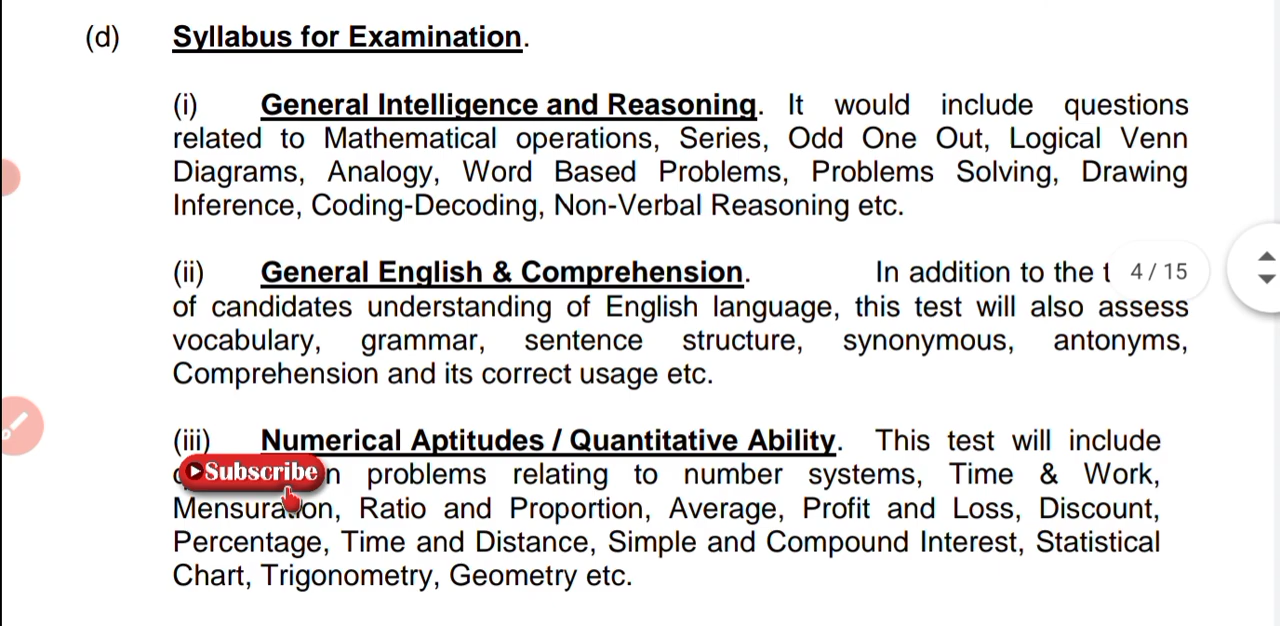 (d) Syllabus for Examination.
(i) General Intelligence and Reasoning. It would include questions
related to Mathematical operations, Series, Odd One Out, Logical Venn
Diagrams, Analogy, Word Based Problems, Problems Solving, Drawing
Inference, Coding-Decoding, Non-Verbal Reasoning etc.
(ii) General English & Comprehension. In addition to the 4 / 15
of candidates understanding of English language, this test will also assess
vocabulary, grammar, sentence structure, synonymous, antonyms,
Comprehension and its correct usage etc.
(iii) Numerical Aptitudes / Quantitative Ability. This test will include
Subscribe problems relating to number systems, Time & Work,
Mensuration, Ratio and Proportion, Average, Profit and Loss, Discount,
Percentage, Time and Distance, Simple and Compound Interest, Statistical
Chart, Trigonometry, Geometry etc.